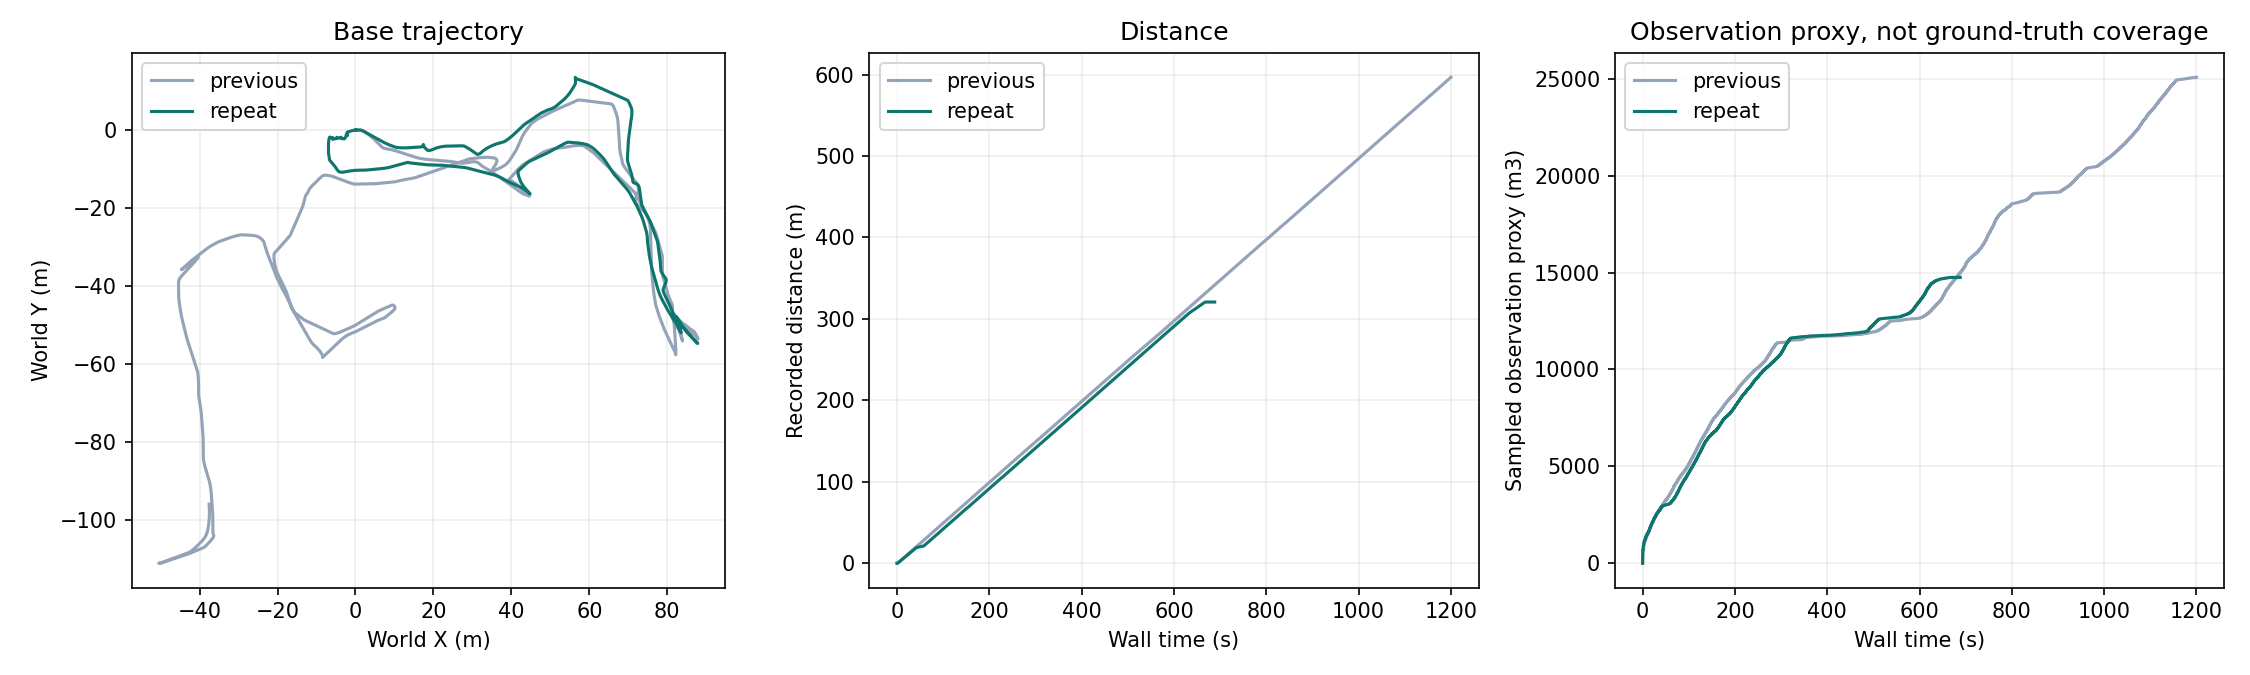 Base trajectory
previous
repeat
0
−20
−40
−60
−80
−100
World Y (m)
−40
−20
0
20
40
60
80
World X (m)
Distance
previous
repeat
600
500
400
300
200
100
0
Recorded distance (m)
0
200
400
600
800
1000
1200
Wall time (s)
Observation proxy, not ground-truth coverage
previous
repeat
25000
20000
15000
10000
5000
0
Sampled observation proxy (m3)
0
200
400
600
800
1000
1200
Wall time (s)